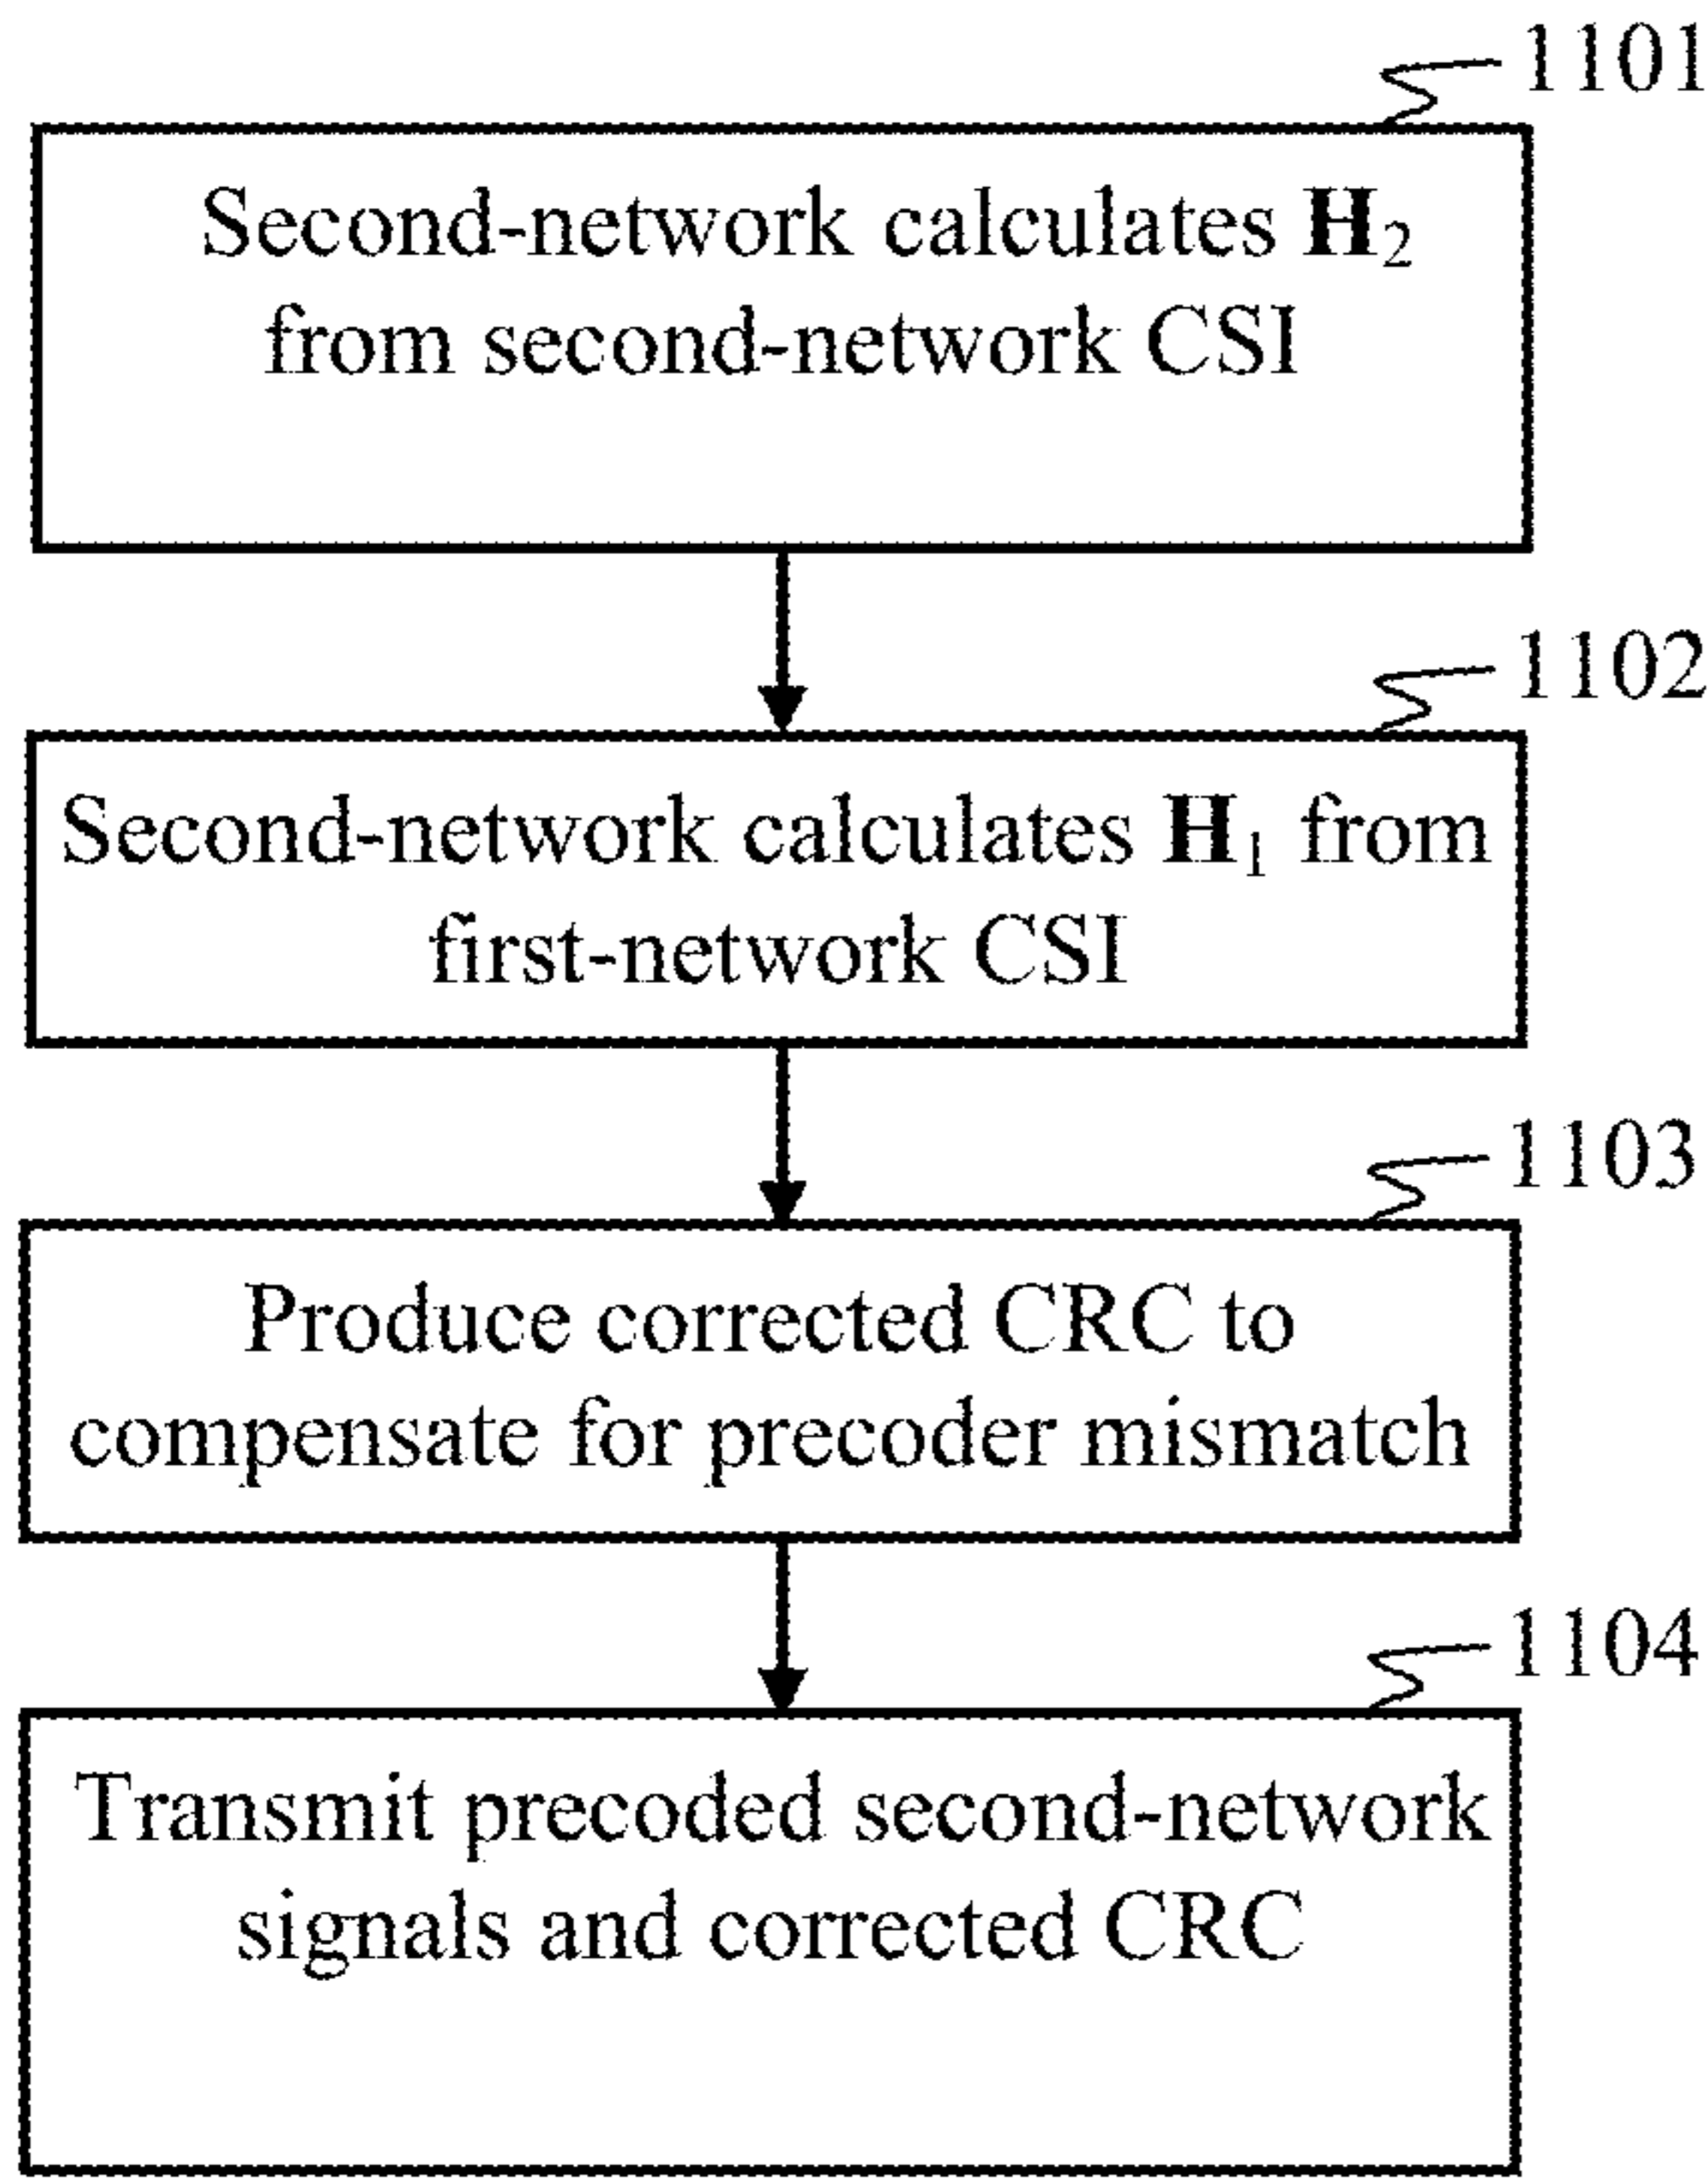 1101
Second-network calculates H₂
from second-network CSI
1102
Second-network calculates H₁ from
first-network CSI
1103
Produce corrected CRC to
compensate for precoder mismatch
1104
Transmit precoded second-network
signals and corrected CRC